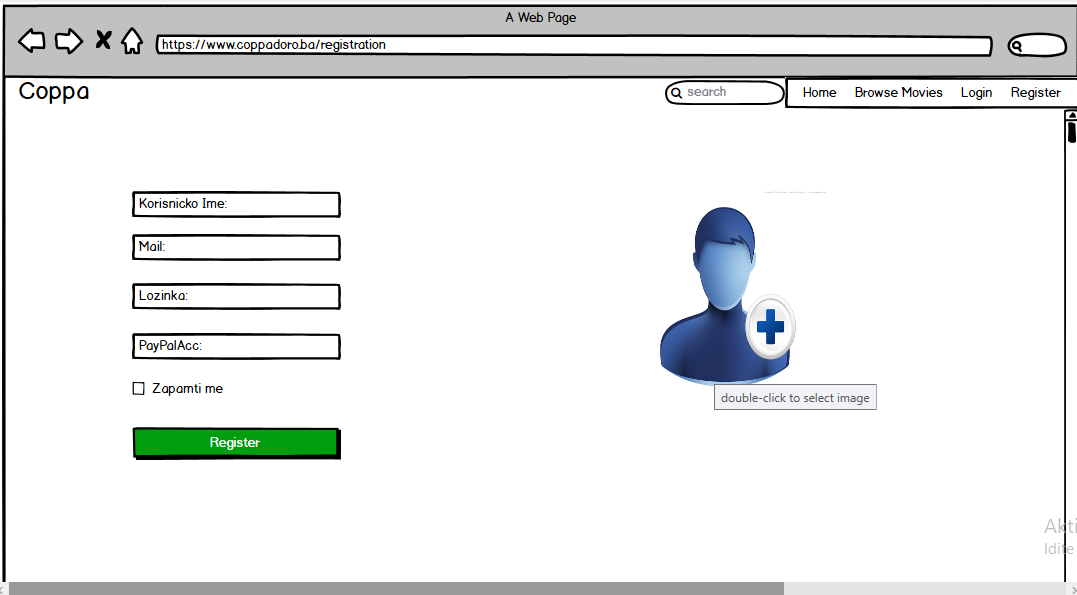 A Web Page
https://www.coppadoro.ba/registration
Coppa
search
Home Browse Movies Login Register
Korisnicko Ime:
Mail:
Lozinka:
PayPalAcc:
Zapamti me
Register
double-click to select image
Akti
Idite